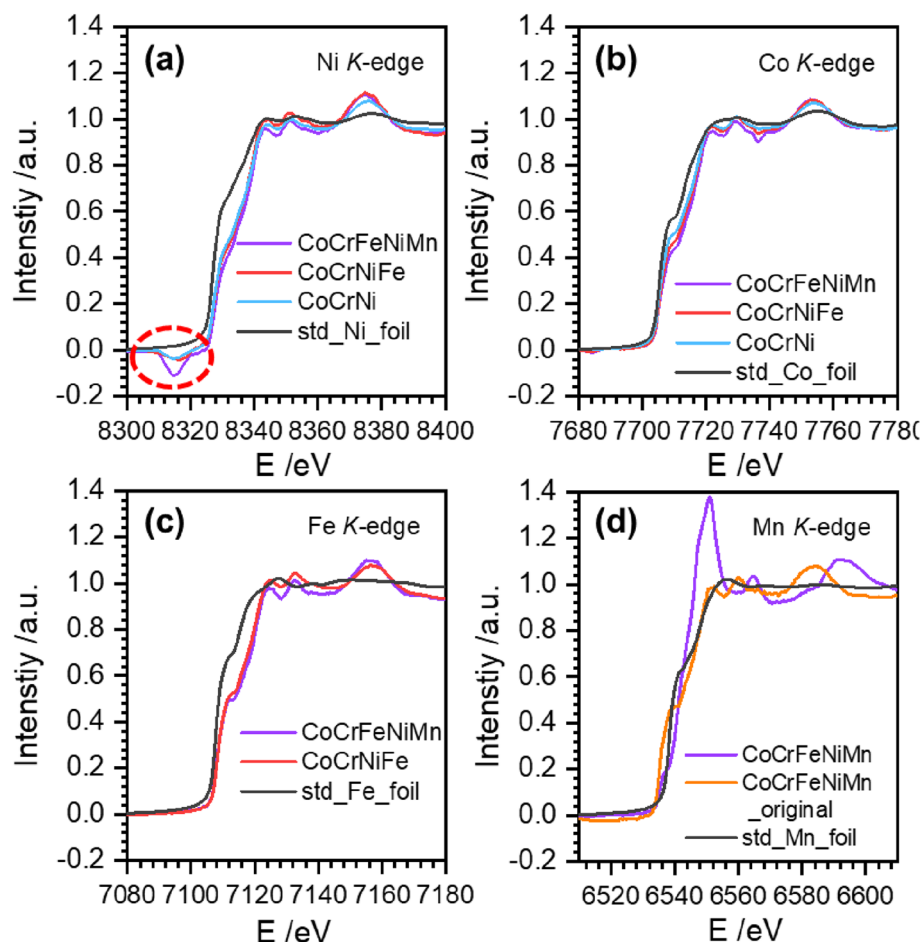 (a)
Ni K-edge
Intenstiy /a.u.
1.4
1.2
1.0
0.8
0.6
0.4
0.2
0.0
-0.2
CoCrFeNiMn
CoCrNiFe
CoCrNi
std_Ni_foil
8300 8320 8340 8360 8380 8400
E /eV
(b)
Co K-edge
Intenstiy /a.u.
1.4
1.2
1.0
0.8
0.6
0.4
0.2
0.0
-0.2
CoCrFeNiMn
CoCrNiFe
CoCrNi
std_Co_foil
7680 7700 7720 7740 7760 7780
E /eV
(c)
Fe K-edge
Intenstiy /a.u.
1.4
1.2
1.0
0.8
0.6
0.4
0.2
0.0
-0.2
CoCrFeNiMn
CoCrNiFe
std_Fe_foil
7080 7100 7120 7140 7160 7180
E /eV
(d)
Mn K-edge
Intenstiy /a.u.
1.4
1.2
1.0
0.8
0.6
0.4
0.2
0.0
-0.2
CoCrFeNiMn
CoCrFeNiMn
_original
std_Mn_foil
6520 6540 6560 6580 6600
E /eV